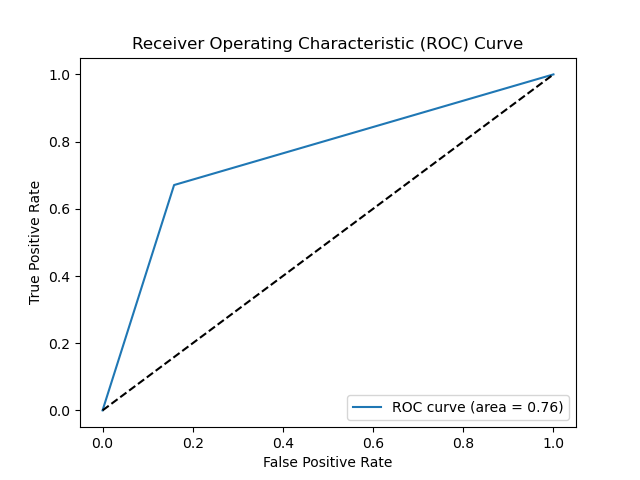 Receiver Operating Characteristic (ROC) Curve
1.0
0.8
0.6
0.4
0.2
0.0
True Positive Rate
ROC curve (area = 0.76)
0.0 0.2 0.4 0.6 0.8 1.0
False Positive Rate